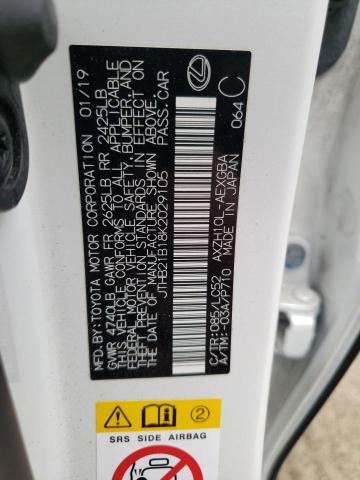 MFD.BY:TOYOTA MOTOR CORPORATION 01/19
GVWR 4740LB GAWR FR 2625LB RR 2425LB
THIS VEHICLE CONFORMS TO ALL APPLICABLE
FEDERAL MOTOR VEHICLE SAFETY, BUMPER, AND
THEFT PREVENTION STANDARDS IN EFFECT ON
THE DATE OF MANUFACTURE SHOWN ABOVE.
JTHB21B18K2029105 PASS.CAR
C/TR:085/LC52 AXZH10L-AEXGBA
A/TM:-03A/P710 MADE IN JAPAN
064 C
2
SRS SIDE AIRBAG